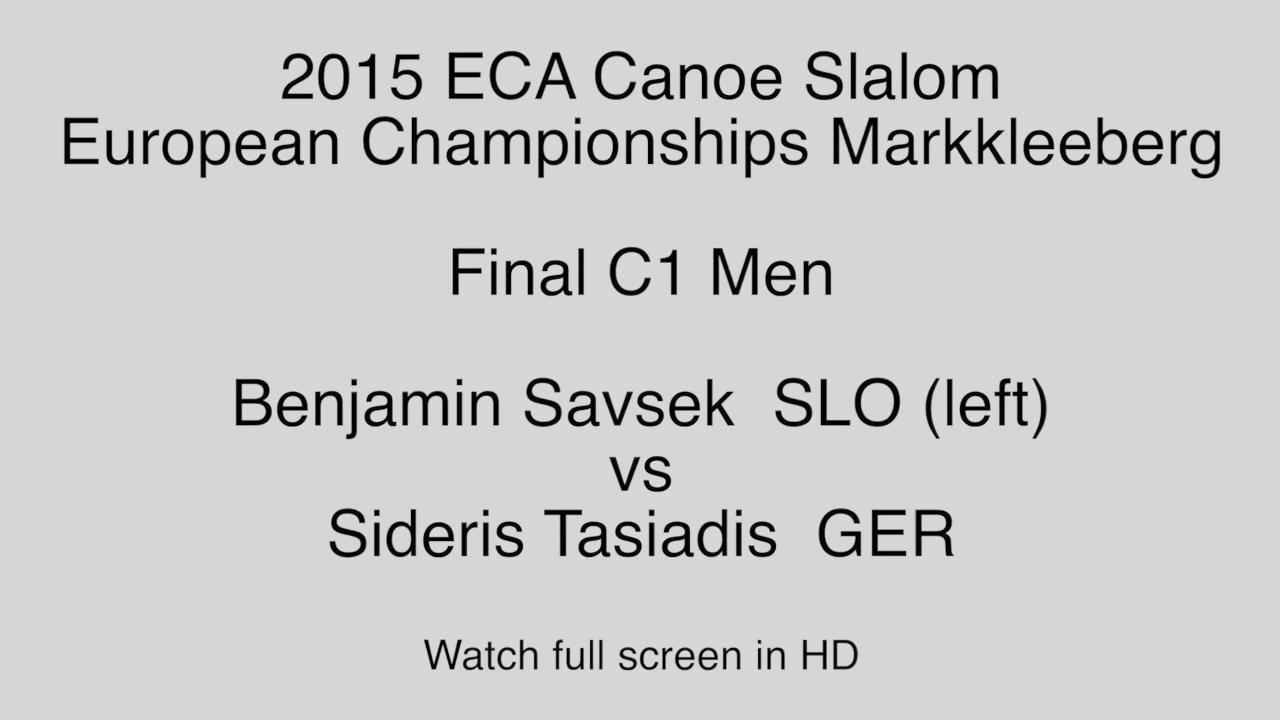 2015 ECA Canoe Slalom
European Championships Markkleeberg
Final C1 Men
Benjamin Savsek  SLO (left)
vs
Sideris Tasiadis  GER
Watch full screen in HD